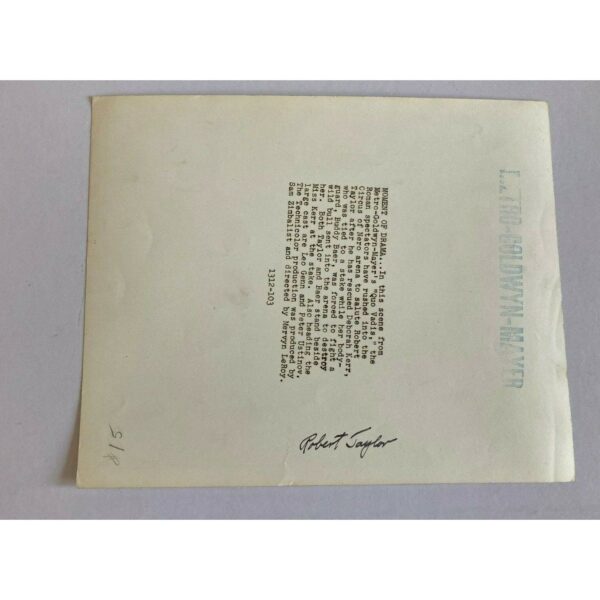 METRO-GOLDWYN-MAYER
MOMENT OF DRAMA...In this scene from
Metro-Goldwyn-Mayer's "Quo Vadis," the
Roman spectators have rushed into the
Circus of Nero arena to salute Robert
Taylor after he has rescued Deborah Kerr,
who was tied to a stake while her body-
guard, Buddy Baer, was forced to fight a
wild bull sent into the arena to destroy
her. Both Taylor and Baer stand beside
Miss Kerr at the stake. Also heading the
large cast are Leo Genn and Peter Ustinov.
The Technicolor production was produced by
Sam Zimbalist and directed by Mervyn LeRoy.
1312-103
Robert Taylor